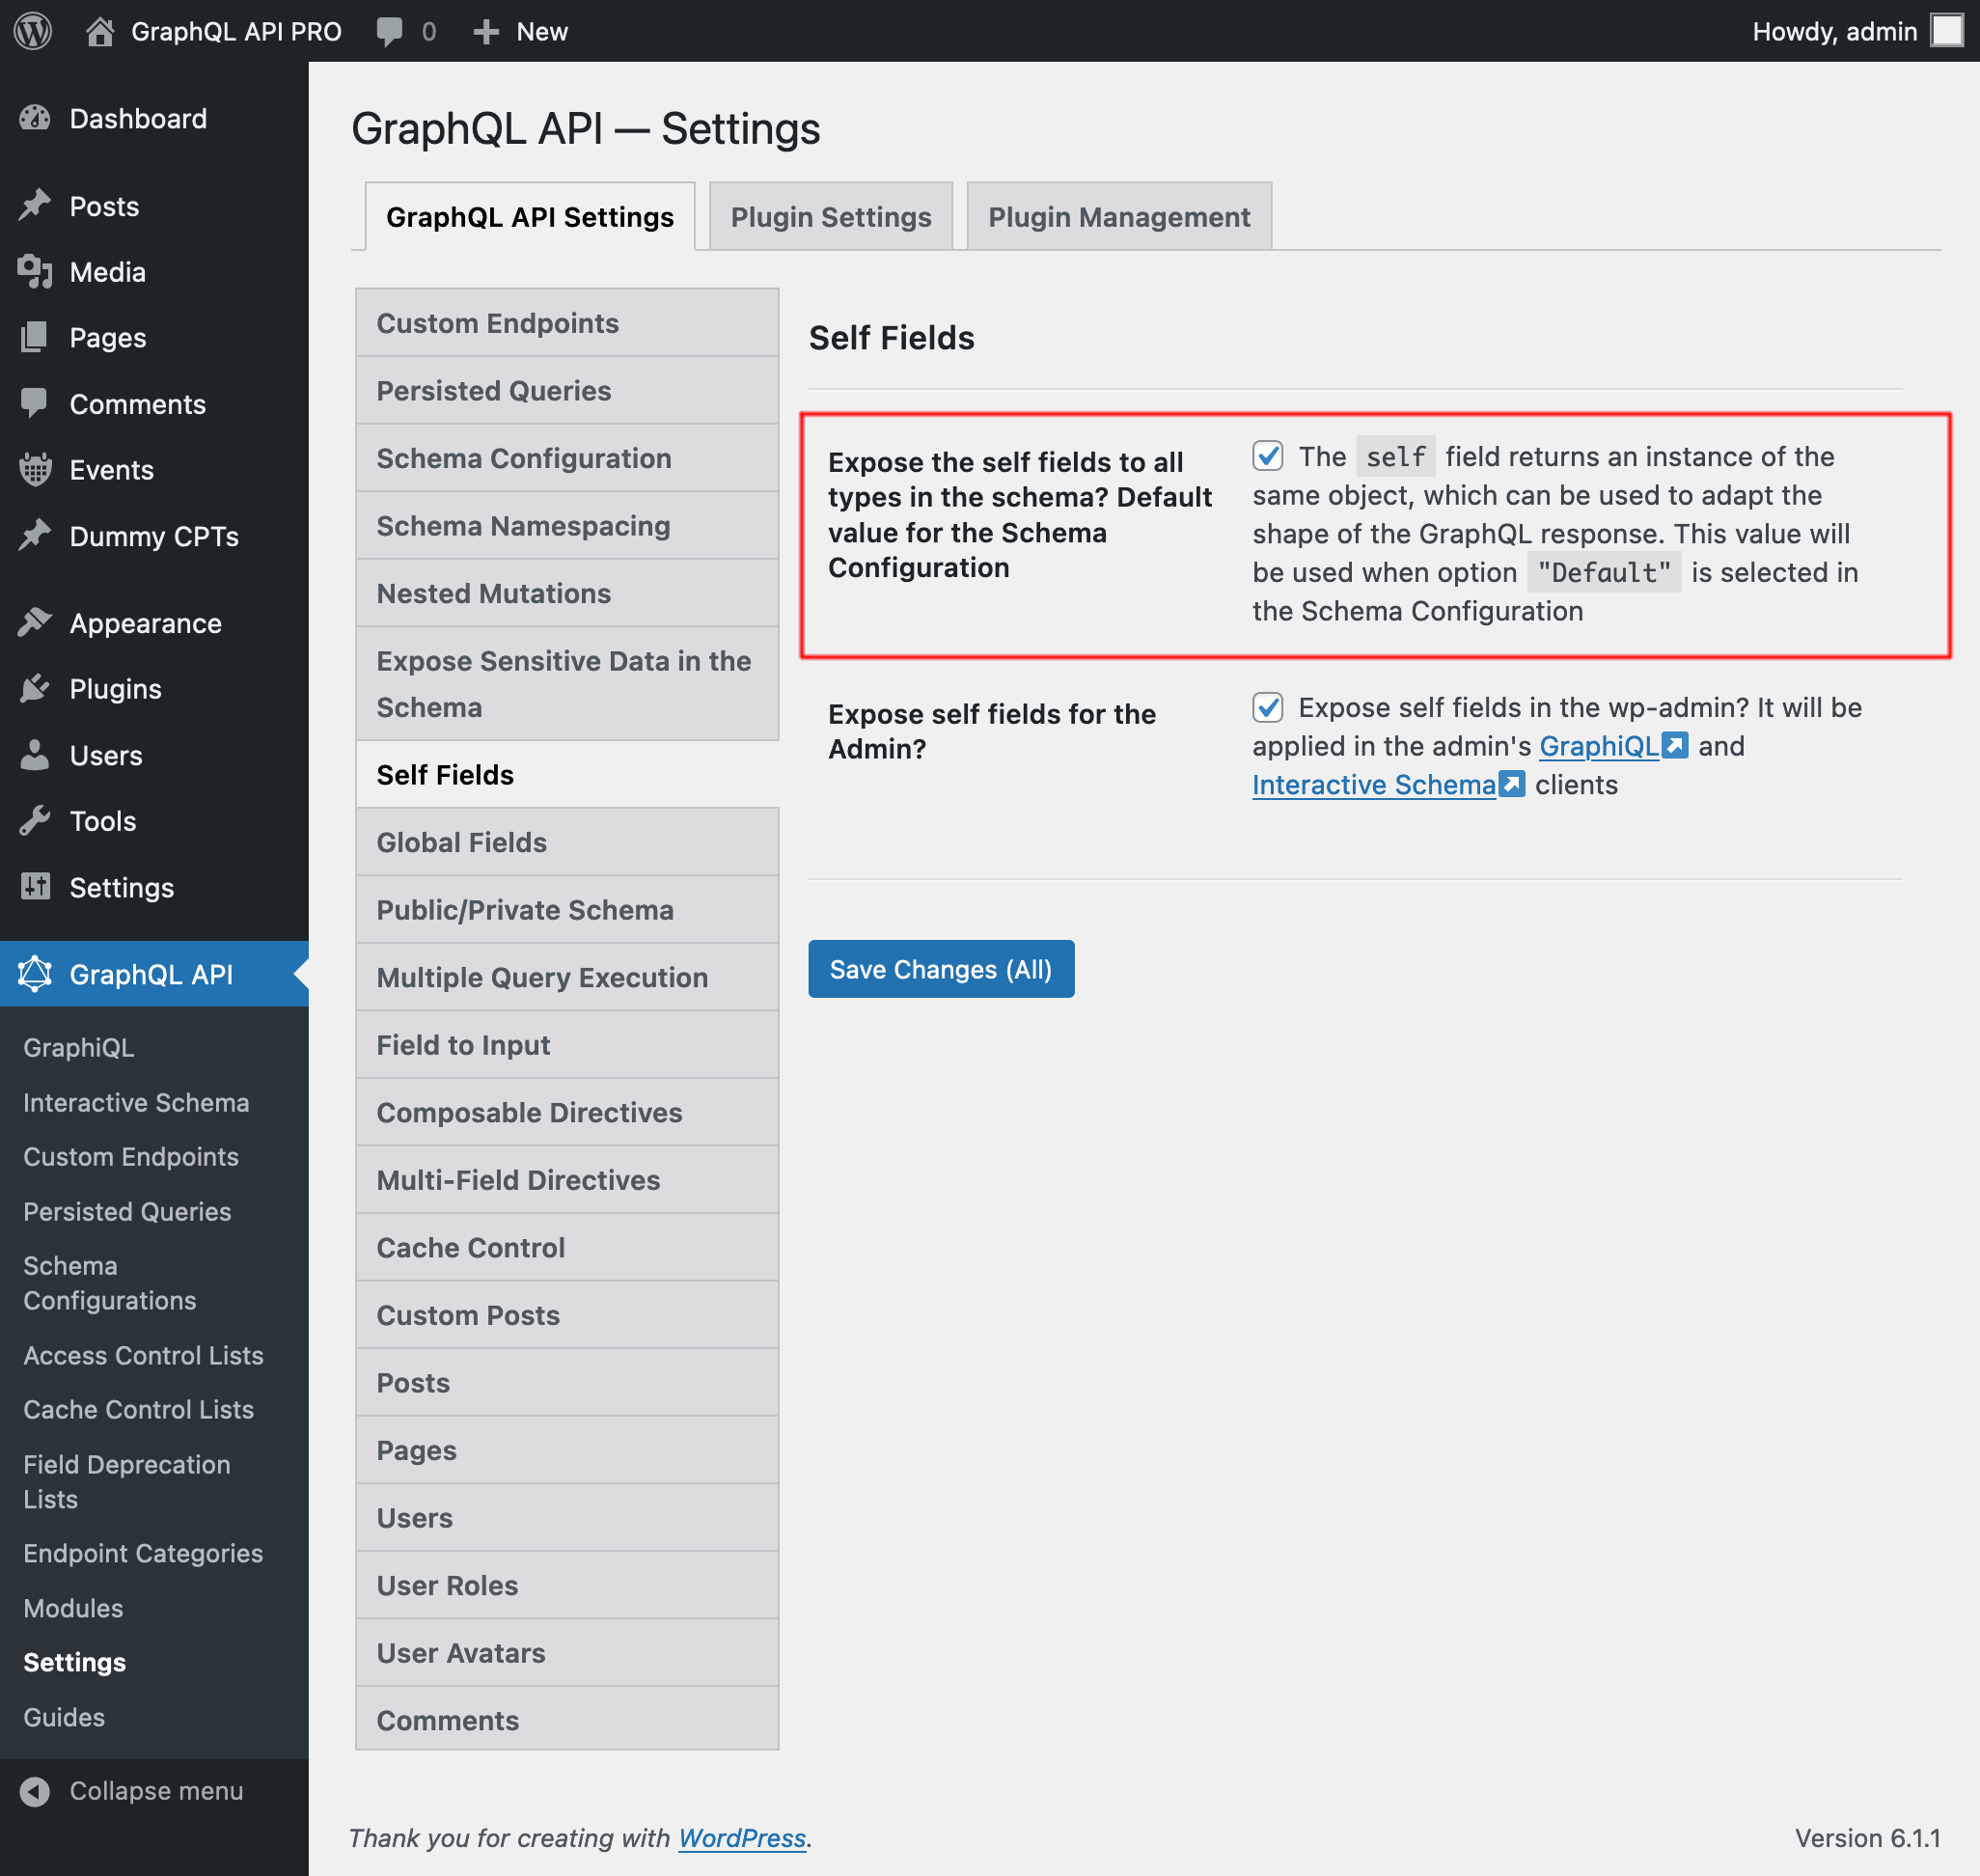 GraphQL API PRO
0
New
Howdy, admin
Dashboard
Posts
Media
Pages
Comments
Events
Dummy CPTs
Appearance
Plugins
Users
Tools
Settings
GraphQL API
GraphiQL
Interactive Schema
Custom Endpoints
Persisted Queries
Schema
Configurations
Access Control Lists
Cache Control Lists
Field Deprecation
Lists
Endpoint Categories
Modules
Settings
Guides
Collapse menu
GraphQL API — Settings
GraphQL API Settings
Plugin Settings
Plugin Management
Custom Endpoints
Persisted Queries
Schema Configuration
Schema Namespacing
Nested Mutations
Expose Sensitive Data in the
Schema
Self Fields
Global Fields
Public/Private Schema
Multiple Query Execution
Field to Input
Composable Directives
Multi-Field Directives
Cache Control
Custom Posts
Posts
Pages
Users
User Roles
User Avatars
Comments
Self Fields
Expose the self fields to all
types in the schema? Default
value for the Schema
Configuration
The self field returns an instance of the
same object, which can be used to adapt the
shape of the GraphQL response. This value will
be used when option "Default" is selected in
the Schema Configuration
Expose self fields for the
Admin?
Expose self fields in the wp-admin? It will be
applied in the admin's GraphiQL and
Interactive Schema clients
Save Changes (All)
Thank you for creating with WordPress.
Version 6.1.1